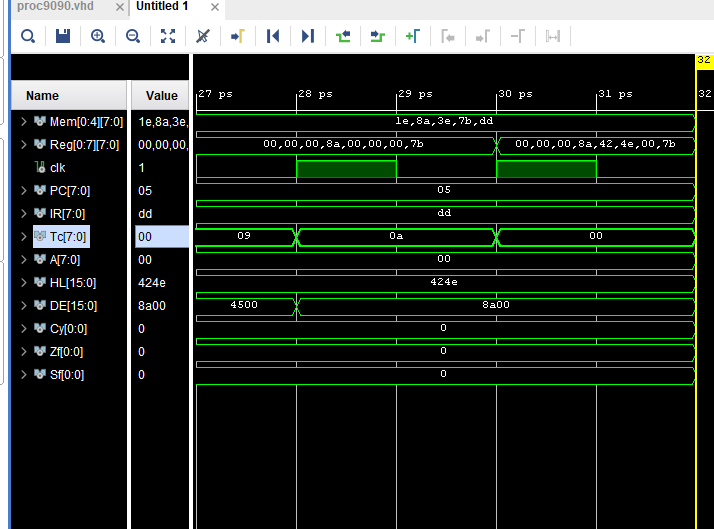 proc9090.vhd × Untitled 1 ×
32
27 ps 28 ps 29 ps 30 ps 31 ps 32
Name Value
Mem[0:4][7:0] 1e,8a,3e, 1e,8a,3e,7b,dd
Reg[0:7][7:0] 00,00,00, 00,00,00,8a,00,00,00,7b 00,00,00,8a,42,4e,00,7b
clk 1
PC[7:0] 05 05
IR[7:0] dd dd
Tc[7:0] 00 09 0a 00
A[7:0] 00 00
HL[15:0] 424e 424e
DE[15:0] 8a00 4500 8a00
Cy[0:0] 0 0
Zf[0:0] 0 0
Sf[0:0] 0 0